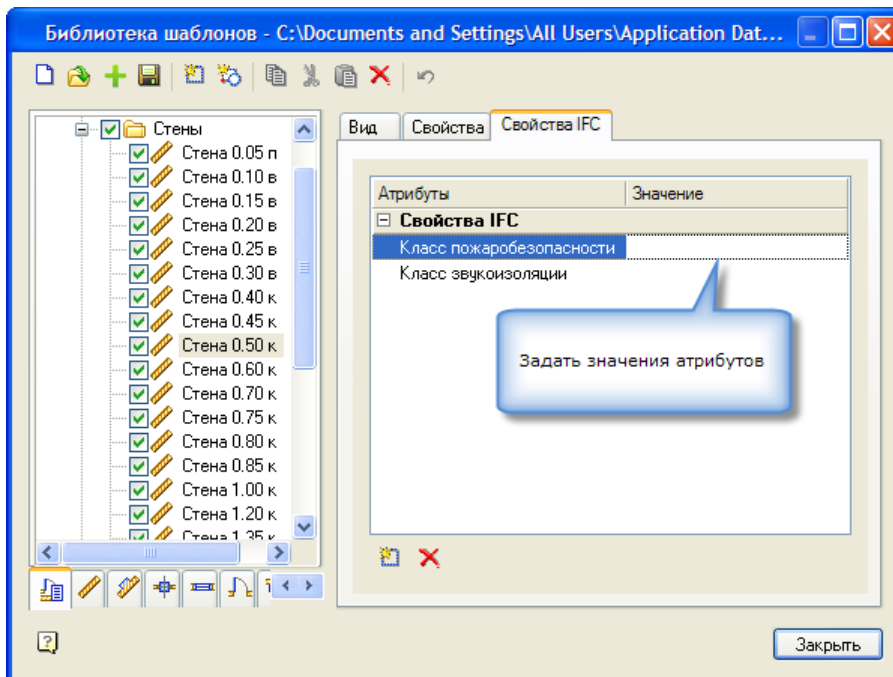 Библиотека шаблонов - C:\Documents and Settings\All Users\Application Dat...
Стены
Стена 0.05 п
Стена 0.10 в
Стена 0.15 в
Стена 0.20 в
Стена 0.25 в
Стена 0.30 в
Стена 0.40 к
Стена 0.45 к
Стена 0.50 к
Стена 0.60 к
Стена 0.70 к
Стена 0.75 к
Стена 0.80 к
Стена 0.85 к
Стена 1.00 к
Стена 1.20 к
Стена 1.35 к
Вид Свойства Свойства IFC
Атрибуты Значение
Свойства IFC
Класс пожаробезопасности
Класс звукоизоляции
Задать значения атрибутов
Закрыть